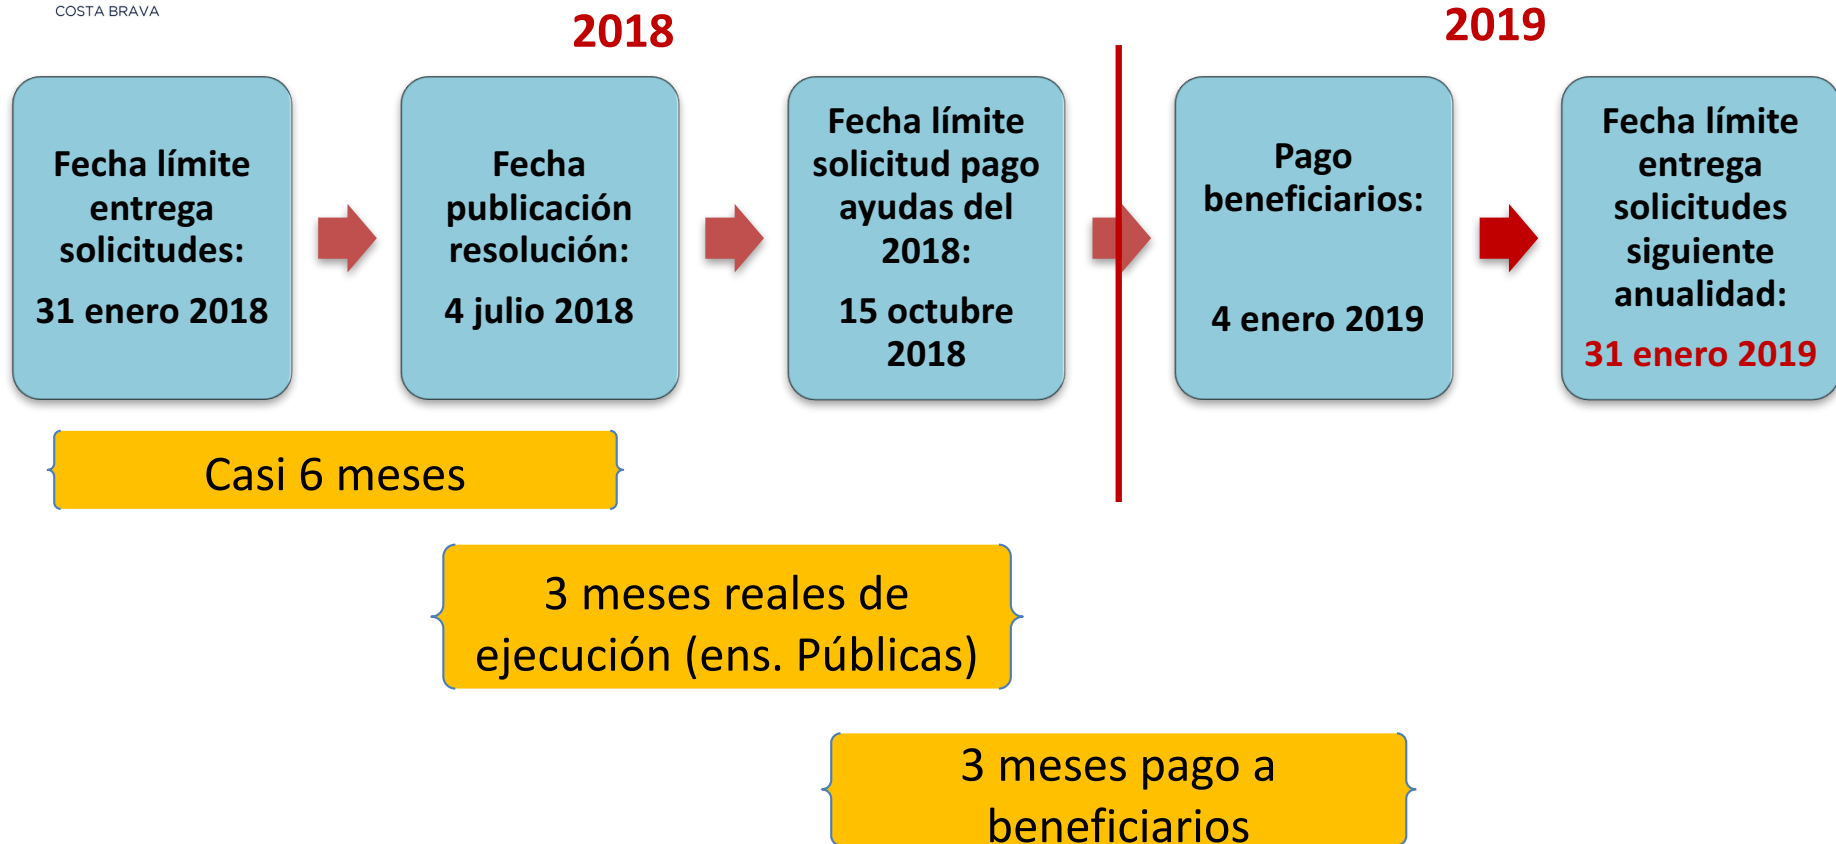 COSTA BRAVA
2018
2019
Fecha límite
entrega
solicitudes:
31 enero 2018
Fecha
publicación
resolución:
4 julio 2018
Fecha límite
solicitud pago
ayudas del
2018:
15 octubre
2018
Pago
beneficiarios:
4 enero 2019
Fecha límite
entrega
solicitudes
siguiente
anualidad:
31 enero 2019
Casi 6 meses
3 meses reales de
ejecución (ens. Públicas)
3 meses pago a
beneficiarios